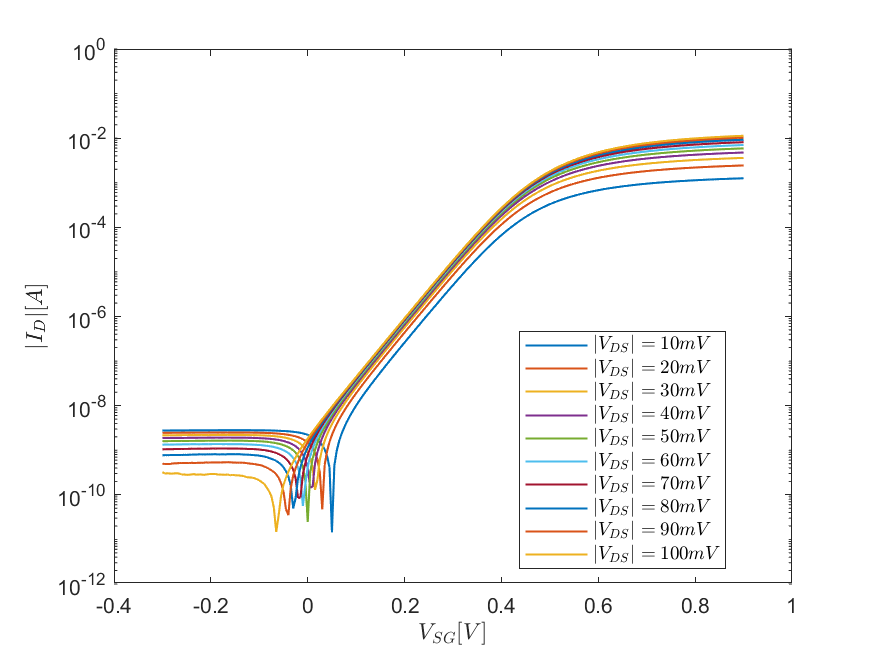 10^0
10^-2
10^-4
10^-6
10^-8
10^-10
10^-12
|I_D|[A]
|V_DS| = 10mV
|V_DS| = 20mV
|V_DS| = 30mV
|V_DS| = 40mV
|V_DS| = 50mV
|V_DS| = 60mV
|V_DS| = 70mV
|V_DS| = 80mV
|V_DS| = 90mV
|V_DS| = 100mV
-0.4 -0.2 0 0.2 0.4 0.6 0.8 1
V_SG[V]